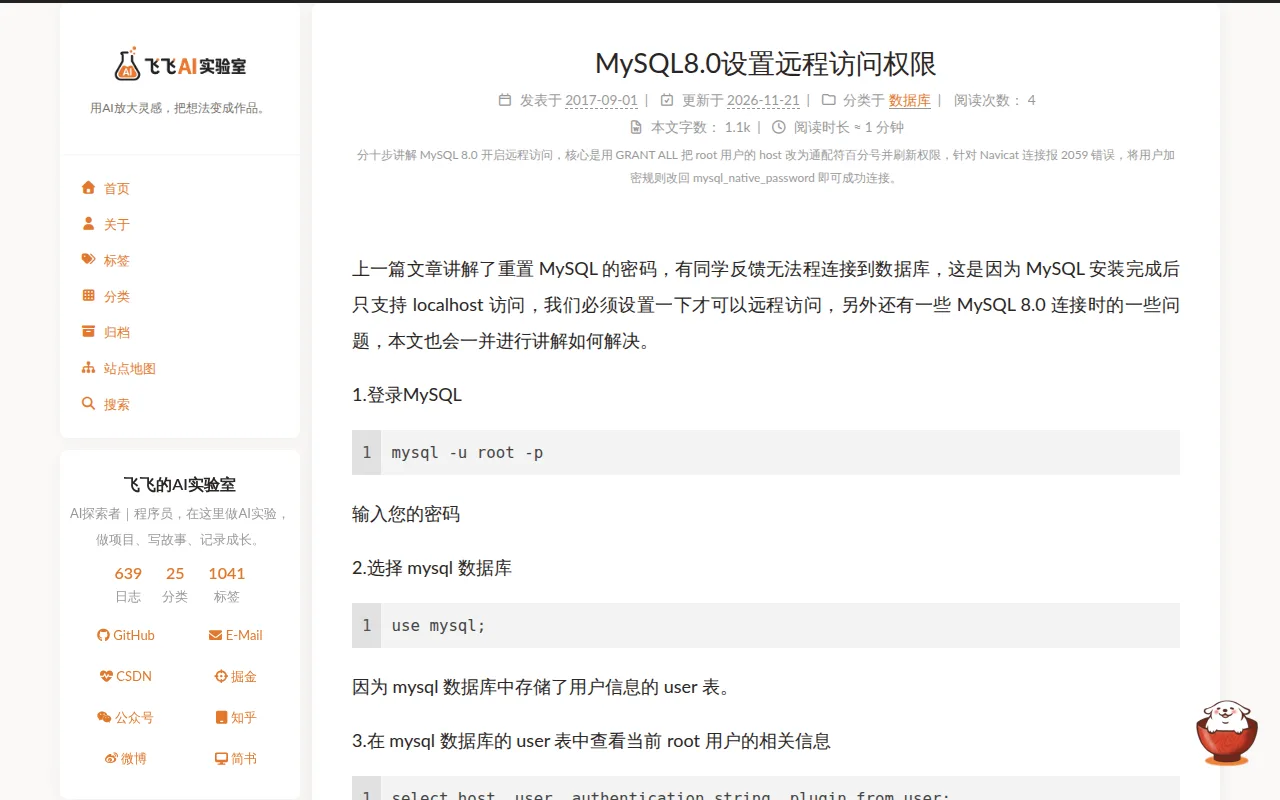 飞飞AI实验室
用AI放大灵感，把想法变成作品。
首页
关于
标签
分类
归档
站点地图
搜索
飞飞的AI实验室
AI探索者｜程序员，在这里做AI实验，
做项目、写故事、记录成长。
639 25 1041
日志 分类 标签
GitHub E-Mail
CSDN 掘金
公众号 知乎
微博 简书
MySQL8.0设置远程访问权限
发表于 2017-09-01 | 更新于 2026-11-21 | 分类于 数据库 | 阅读次数： 4
本文字数： 1.1k | 阅读时长 ≈ 1 分钟
分十步讲解 MySQL 8.0 开启远程访问，核心是用 GRANT ALL 把 root 用户的 host 改为通配符百分号并刷新权限，针对 Navicat 连接报 2059 错误，将用户加
密规则改回 mysql_native_password 即可成功连接。
上一篇文章讲解了重置 MySQL 的密码，有同学反馈无法程连接到数据库，这是因为 MySQL 安装完成后
只支持 localhost 访问，我们必须设置一下才可以远程访问，另外还有一些 MySQL 8.0 连接时的一些问
题，本文也会一并进行讲解如何解决。
1.登录MySQL
1 mysql -u root -p
输入您的密码
2.选择 mysql 数据库
1 use mysql;
因为 mysql 数据库中存储了用户信息的 user 表。
3.在 mysql 数据库的 user 表中查看当前 root 用户的相关信息
1 select host, user, authentication_string, plugin from user;